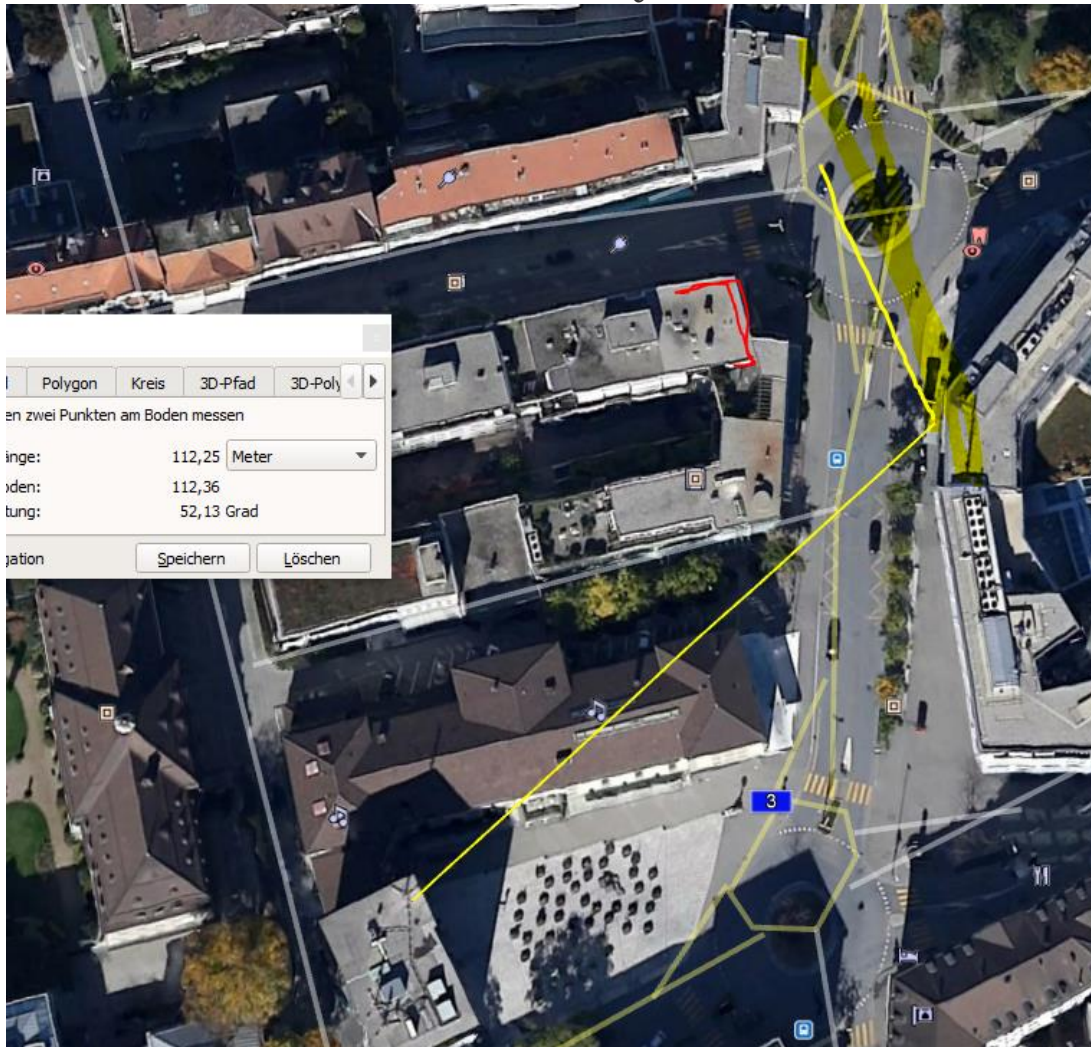 Polygon Kreis 3D-Pfad 3D-Poly
en zwei Punkten am Boden messen
änge: 112,25 Meter
oden: 112,36
tung: 52,13 Grad
gation Speichern Löschen
3